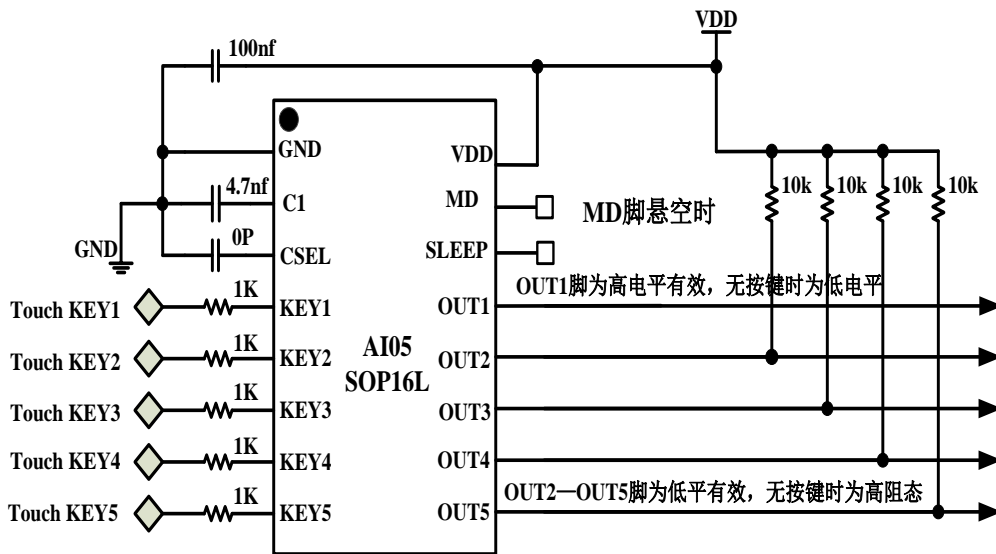 VDD
100nf
GND
VDD
10k
10k
10k
10k
4.7nf
C1
MD
MD脚悬空时
GND
0P
CSEL
SLEEP
OUT1脚为高电平有效，无按键时为低电平
Touch KEY1
1K
KEY1
OUT1
Touch KEY2
1K
KEY2
AI05
SOP16L
OUT2
Touch KEY3
1K
KEY3
OUT3
Touch KEY4
1K
KEY4
OUT4
OUT2—OUT5脚为低平有效，无按键时为高阻态
Touch KEY5
1K
KEY5
OUT5